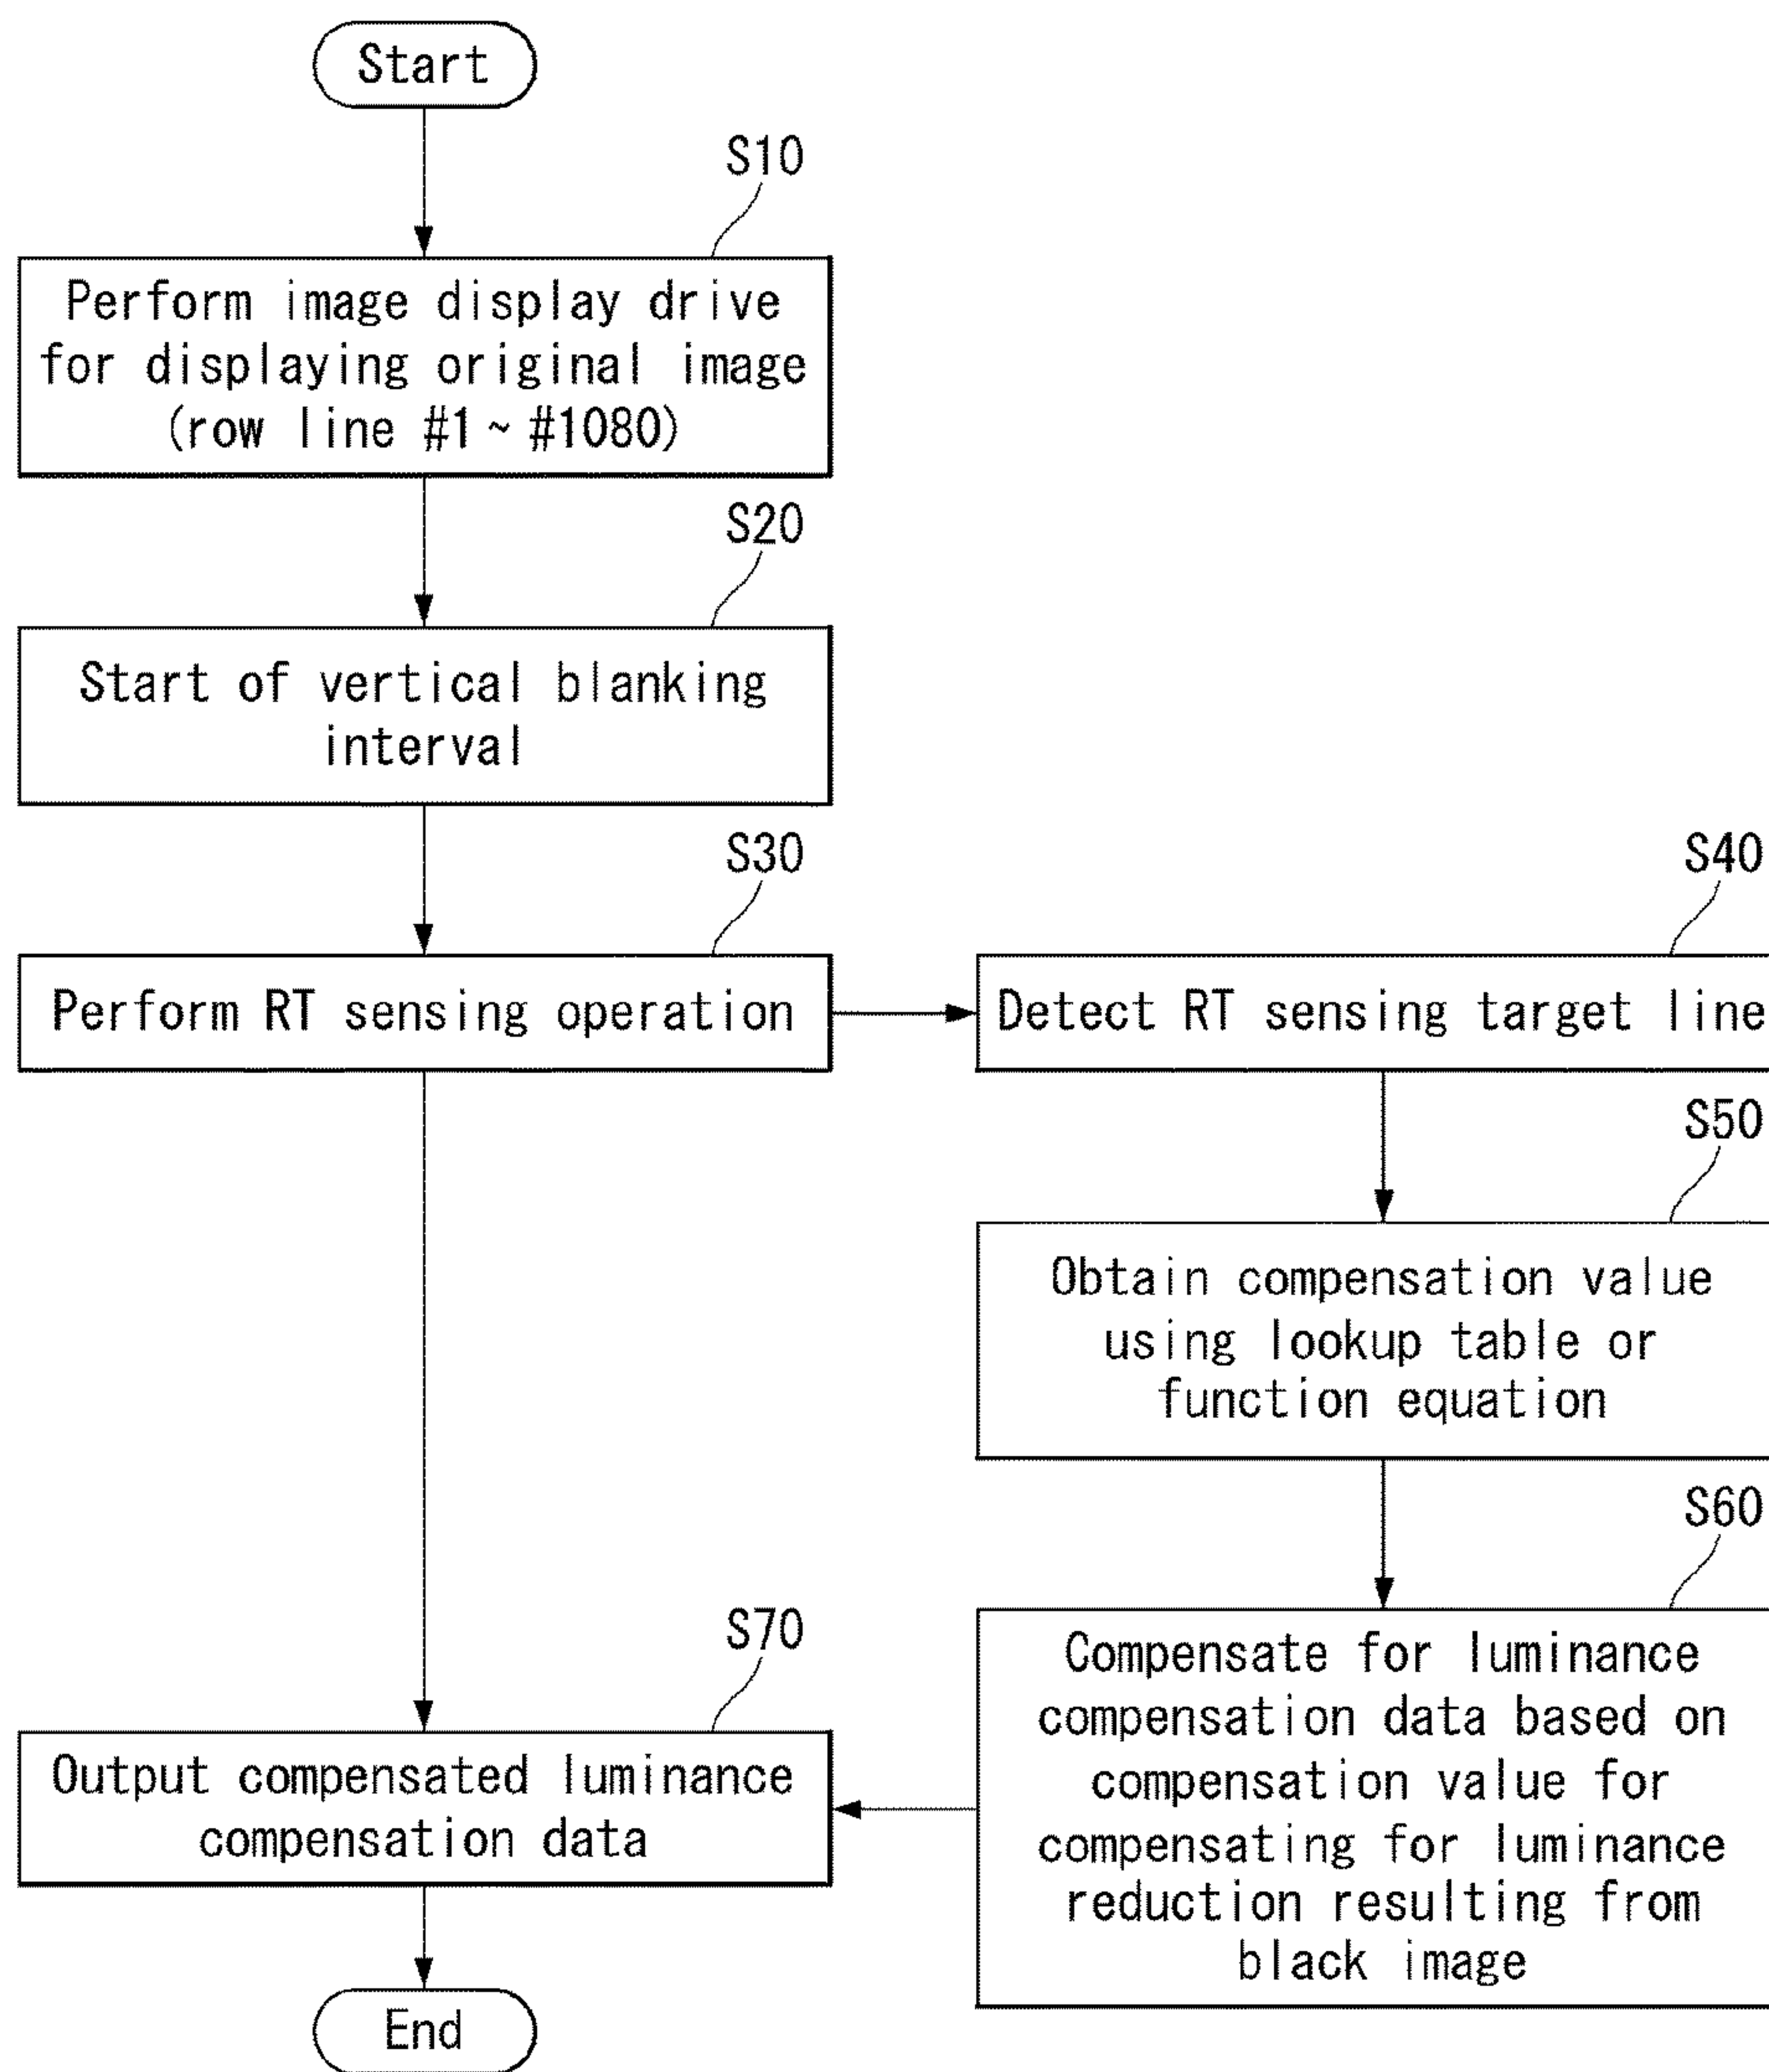 Start
S10
Perform image display drive
for displaying original image
(row line #1 ~ #1080)
S20
Start of vertical blanking
interval
S30
Perform RT sensing operation
S40
Detect RT sensing target line
S50
Obtain compensation value
using lookup table or
function equation
S60
Compensate for luminance
compensation data based on
compensation value for
compensating for luminance
reduction resulting from
black image
S70
Output compensated luminance
compensation data
End